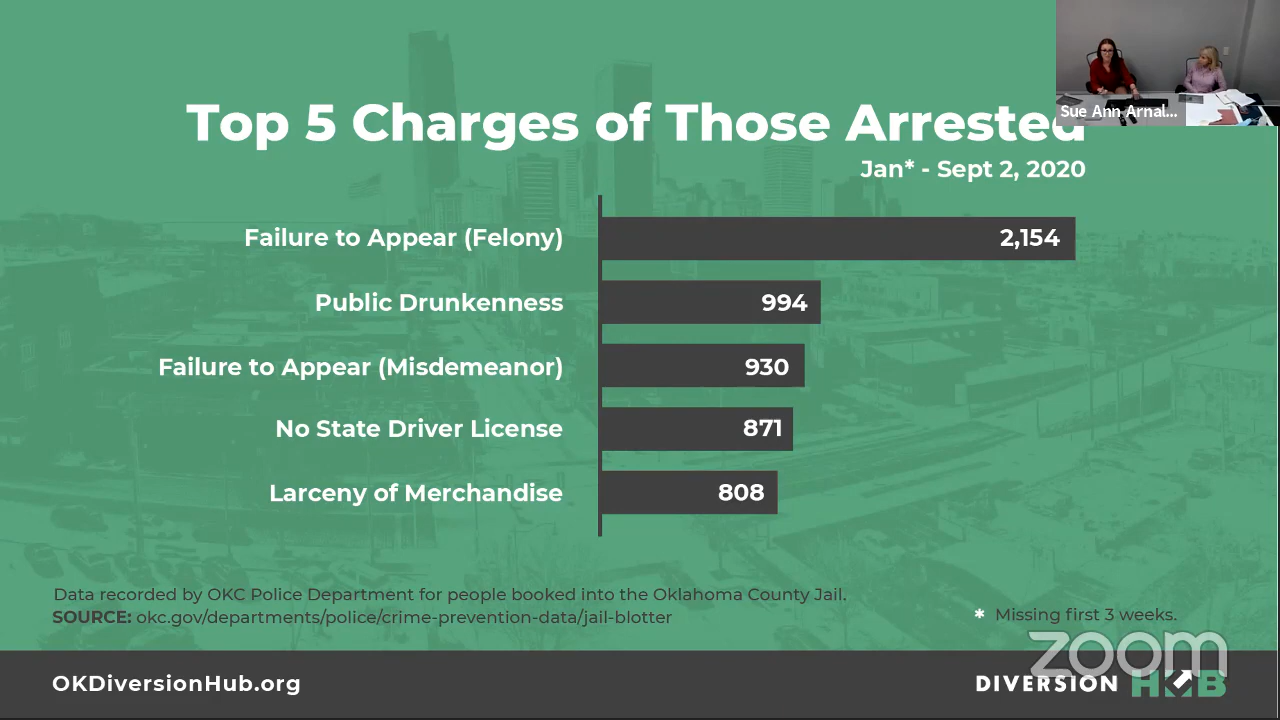 Sue Ann Arnal...
Top 5 Charges of Those Arrested
Jan* - Sept 2, 2020
Failure to Appear (Felony) 2,154
Public Drunkenness 994
Failure to Appear (Misdemeanor) 930
No State Driver License 871
Larceny of Merchandise 808
Data recorded by OKC Police Department for people booked into the Oklahoma County Jail.
SOURCE: okc.gov/departments/police/crime-prevention-data/jail-blotter
* Missing first 3 weeks.
zoom
OKDiversionHub.org
DIVERSION HUB